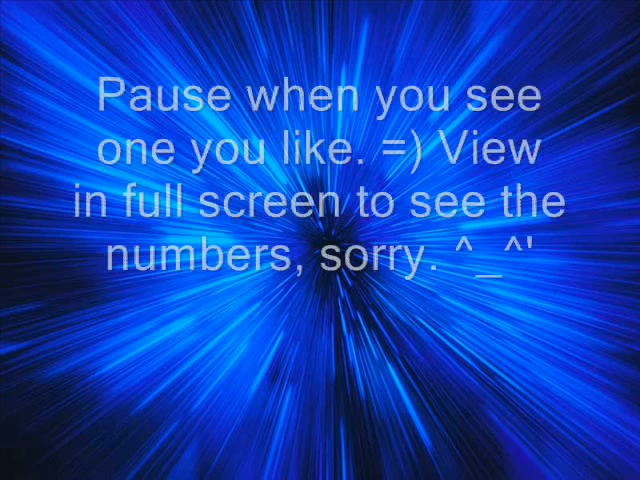 Pause when you see
one you like. =) View
in full screen to see the
numbers, sorry. ^_^'